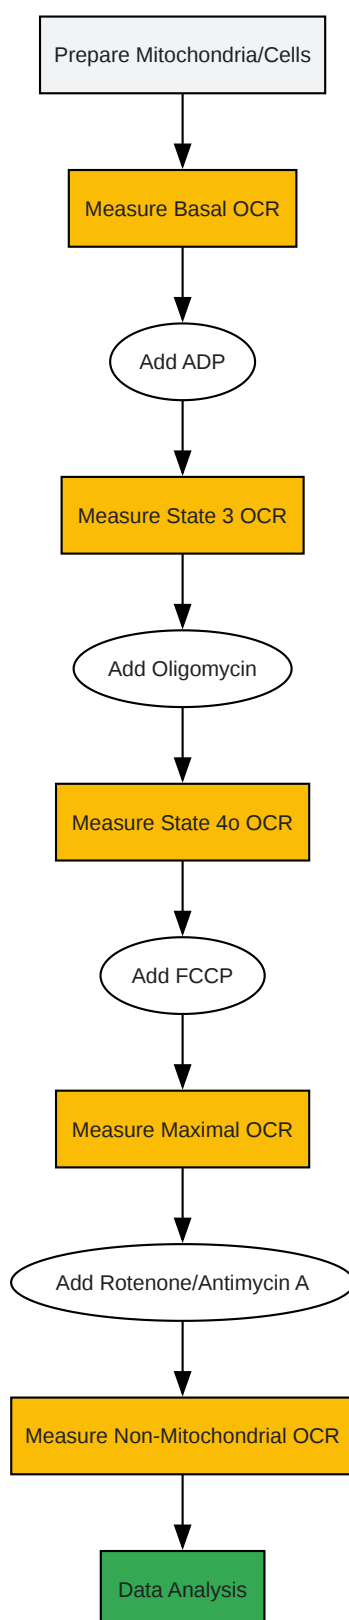 Prepare Mitochondria/Cells
Measure Basal OCR
Add ADP
Measure State 3 OCR
Add Oligomycin
Measure State 4o OCR
Add FCCP
Measure Maximal OCR
Add Rotenone/Antimycin A
Measure Non-Mitochondrial OCR
Data Analysis